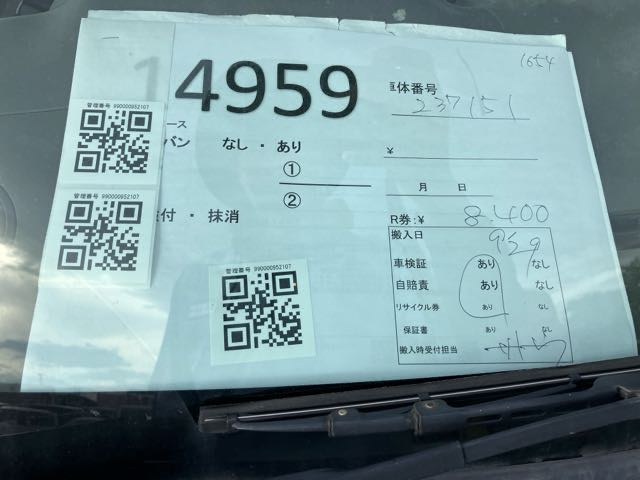 14959
1654
車体番号
237151
管理番号 990000952107
ース
バン なし ・ あり
¥
①
②
管理番号 990000952107
月 日
付 ・ 抹消
R券:¥ 8.400
搬入日 9/29
車検証 あり なし
自賠責 あり なし
リサイクル券 あり なし
保証書 あり なし
搬入時受付担当
管理番号 990000952107